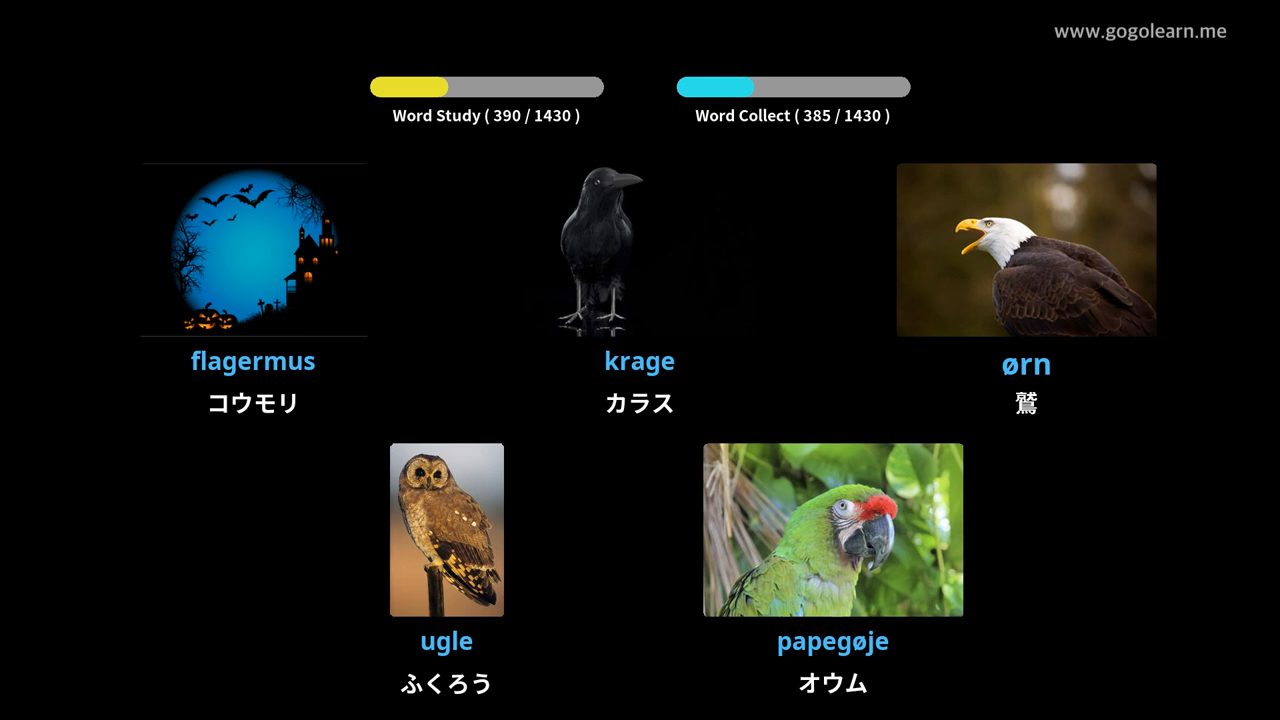 www.gogolearn.me
Word Study ( 390 / 1430 )
Word Collect ( 385 / 1430 )
flagermus
コウモリ
krage
カラス
ørn
鷲
ugle
ふくろう
papegøje
オウム